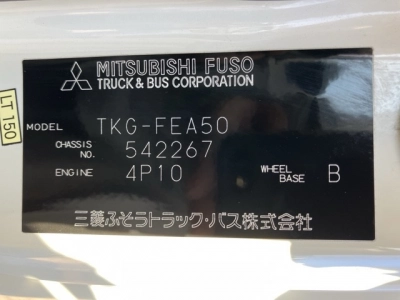 MITSUBISHI FUSO
TRUCK & BUS CORPORATION
LT 150
MODEL TKG-FEA50
CHASSIS NO. 542267
ENGINE 4P10 WHEEL BASE B
三菱ふそうトラック・バス株式会社